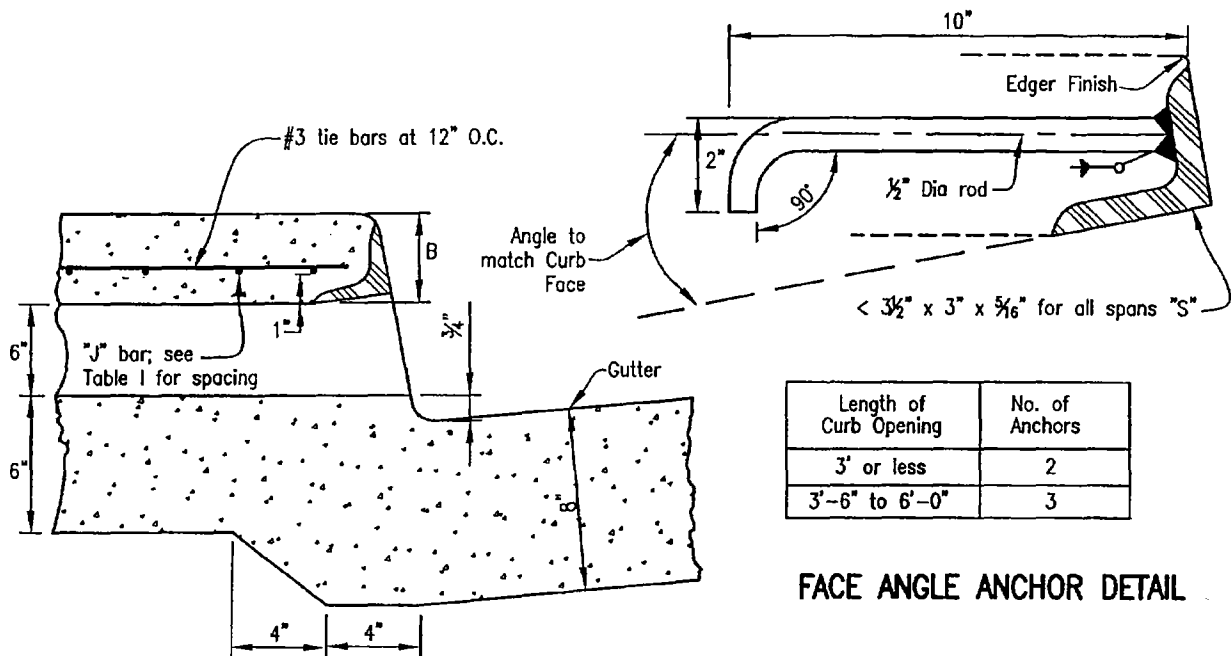 10"
Edger Finish
#3 tie bars at 12" O.C.
2"
90°
½" Dia rod
Angle to
match Curb
Face
B
1"
¾"
6"
"J" bar; see
Table I for spacing
< 3½" x 3" x 5/16" for all spans "S"
Gutter
6"
8"
Length of
Curb Opening
No. of
Anchors
3' or less
2
3'-6" to 6'-0"
3
4"
4"
FACE ANGLE ANCHOR DETAIL